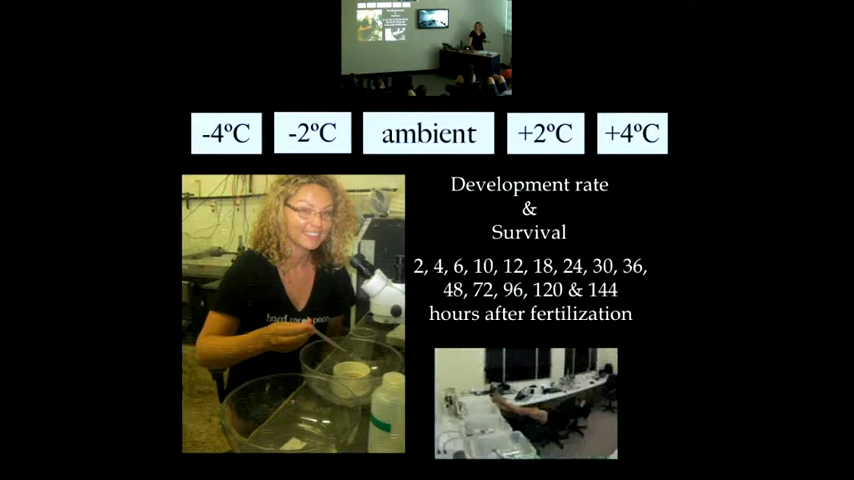 -4ºC
-2ºC
ambient
+2ºC
+4ºC
Development rate
&
Survival
2, 4, 6, 10, 12, 18, 24, 30, 36,
48, 72, 96, 120 & 144
hours after fertilization